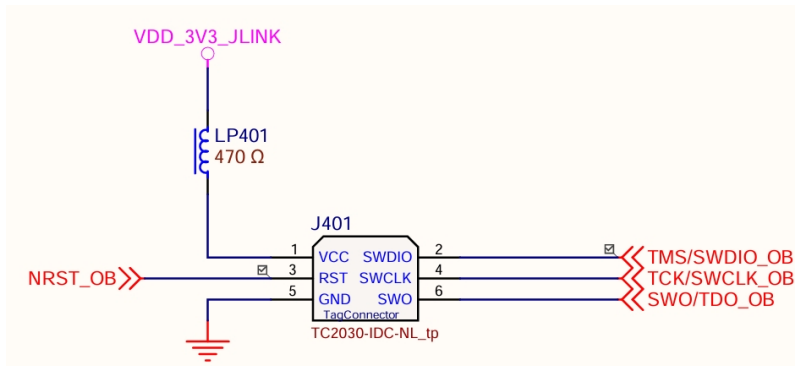 VDD_3V3_JLINK
LP401
470 Ω
J401
1 VCC SWDIO 2 TMS/SWDIO_OB
NRST_OB 3 RST SWCLK 4 TCK/SWCLK_OB
5 GND SWO 6 SWO/TDO_OB
TagConnector
TC2030-IDC-NL_tp